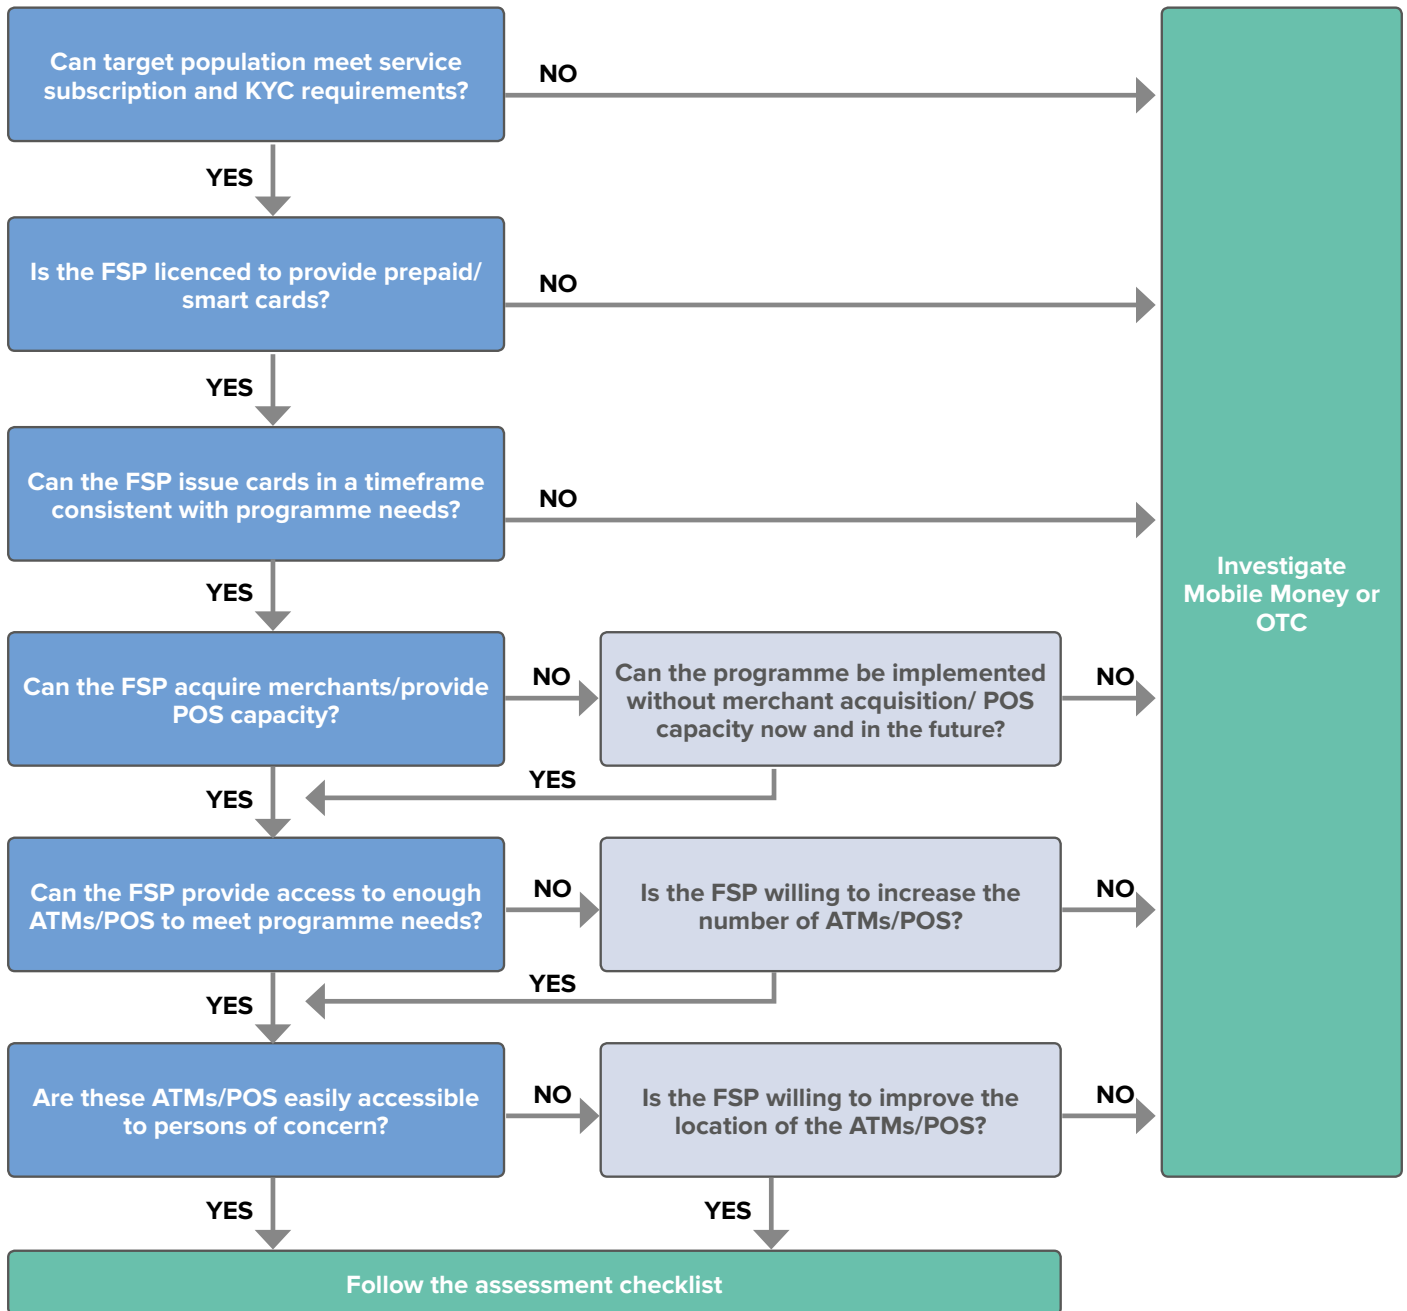 Can target population meet service
subscription and KYC requirements?
NO
YES
Is the FSP licenced to provide prepaid/
smart cards?
NO
YES
Can the FSP issue cards in a timeframe
consistent with programme needs?
NO
YES
Investigate
Mobile Money or
OTC
Can the FSP acquire merchants/provide
POS capacity?
NO
Can the programme be implemented
without merchant acquisition/ POS
capacity now and in the future?
NO
YES
YES
Can the FSP provide access to enough
ATMs/POS to meet programme needs?
NO
Is the FSP willing to increase the
number of ATMs/POS?
NO
YES
YES
Are these ATMs/POS easily accessible
to persons of concern?
NO
Is the FSP willing to improve the
location of the ATMs/POS?
NO
YES
YES
Follow the assessment checklist